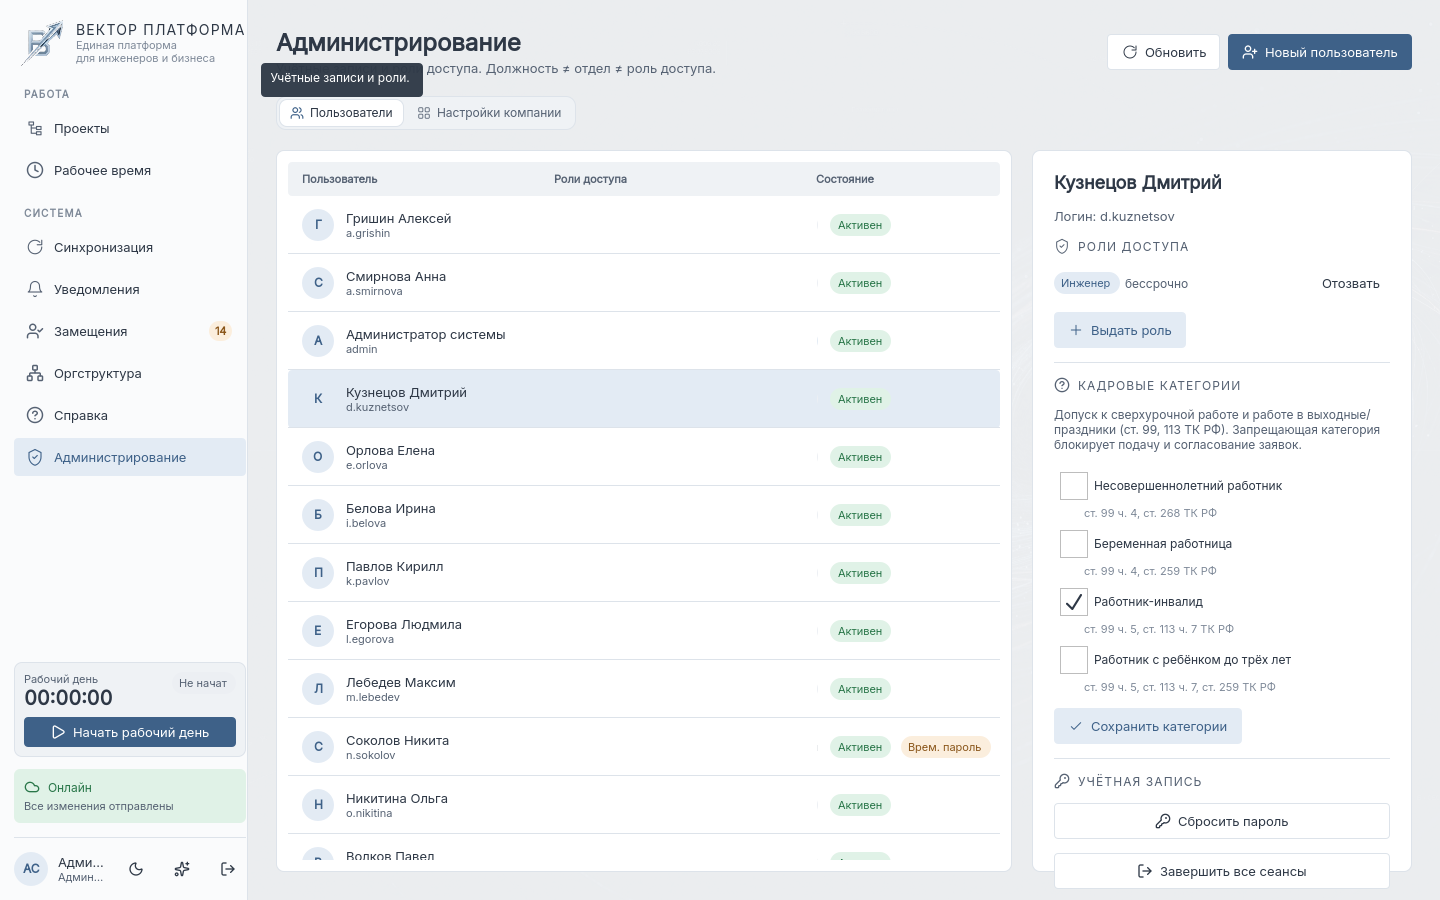 ВЕКТОР ПЛАТФОРМА
Единая платформа
для инженеров и бизнеса
РАБОТА
Проекты
Рабочее время
СИСТЕМА
Синхронизация
Уведомления
Замещения
14
Оргструктура
Справка
Администрирование
Рабочий день
Не начат
00:00:00
Начать рабочий день
Онлайн
Все изменения отправлены
АС
Адми...
Админ...
Администрирование
доступа. Должность ≠ отдел ≠ роль доступа.
Учётные записи и роли.
Обновить
Новый пользователь
Пользователи
Настройки компании
Пользователь
Роли доступа
Состояние
Г
Гришин Алексей
a.grishin
Активен
С
Смирнова Анна
a.smirnova
Активен
А
Администратор системы
admin
Активен
К
Кузнецов Дмитрий
d.kuznetsov
Активен
О
Орлова Елена
e.orlova
Активен
Б
Белова Ирина
i.belova
Активен
П
Павлов Кирилл
k.pavlov
Активен
Е
Егорова Людмила
l.egorova
Активен
Л
Лебедев Максим
m.lebedev
Активен
С
Соколов Никита
n.sokolov
Активен
Врем. пароль
Н
Никитина Ольга
o.nikitina
Активен
Волков Павел
Кузнецов Дмитрий
Логин: d.kuznetsov
РОЛИ ДОСТУПА
Инженер
бессрочно
Отозвать
Выдать роль
КАДРОВЫЕ КАТЕГОРИИ
Допуск к сверхурочной работе и работе в выходные/
праздники (ст. 99, 113 ТК РФ). Запрещающая категория
блокирует подачу и согласование заявок.
Несовершеннолетний работник
ст. 99 ч. 4, ст. 268 ТК РФ
Беременная работница
ст. 99 ч. 4, ст. 259 ТК РФ
Работник-инвалид
ст. 99 ч. 5, ст. 113 ч. 7 ТК РФ
Работник с ребёнком до трёх лет
ст. 99 ч. 5, ст. 113 ч. 7, ст. 259 ТК РФ
Сохранить категории
УЧЁТНАЯ ЗАПИСЬ
Сбросить пароль
Завершить все сеансы